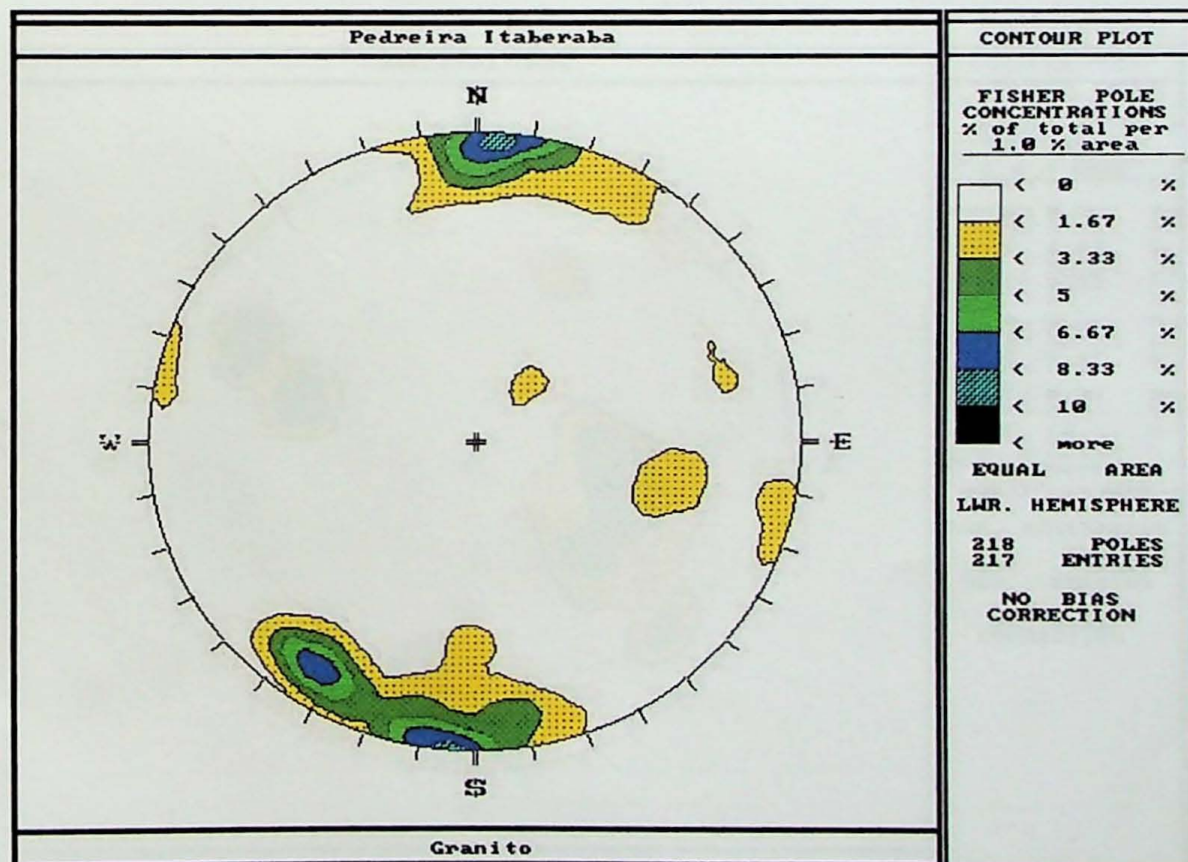 Pedreira Itaberaba
N
W
E
S
Granito
CONTOUR PLOT
FISHER POLE
CONCENTRATIONS
% of total per
1.0 % area
< 0 %
< 1.67 %
< 3.33 %
< 5 %
< 6.67 %
< 8.33 %
< 10 %
< more
EQUAL AREA
LWR. HEMISPHERE
218 POLES
217 ENTRIES
NO BIAS
CORRECTION